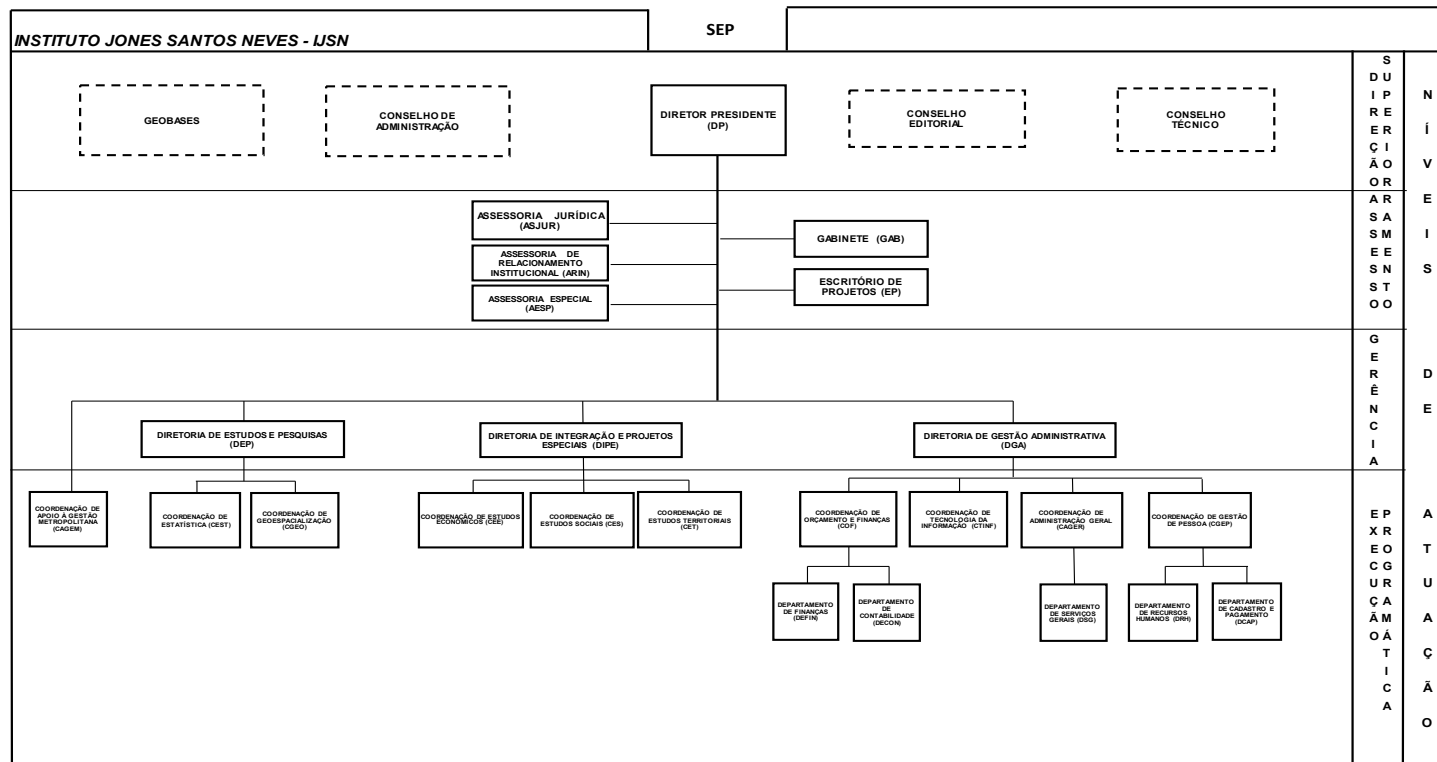 SEP
INSTITUTO JONES SANTOS NEVES - IJSN
GEOBASES
CONSELHO DE
ADMINISTRAÇÃO
DIRETOR PRESIDENTE
(DP)
CONSELHO
EDITORIAL
CONSELHO
TÉCNICO
ASSESSORIA JURÍDICA
(ASJUR)
ASSESSORIA DE
RELACIONAMENTO
INSTITUCIONAL (ARIN)
ASSESSORIA ESPECIAL
(AESP)
GABINETE (GAB)
ESCRITÓRIO DE
PROJETOS (EP)
DIRETORIA DE ESTUDOS E PESQUISAS
(DEP)
DIRETORIA DE INTEGRAÇÃO E PROJETOS
ESPECIAIS (DIPE)
DIRETORIA DE GESTÃO ADMINISTRATIVA
(DGA)
COORDENAÇÃO DE
APOIO À GESTÃO
METROPOLITANA
(CAGEM)
COORDENAÇÃO DE
ESTATÍSTICA (CEST)
COORDENAÇÃO DE
GEOESPACIALIZAÇÃO
(CGEO)
COORDENAÇÃO DE ESTUDOS
ECONÔMICOS (CEE)
COORDENAÇÃO DE
ESTUDOS SOCIAIS (CES)
COORDENAÇÃO DE
ESTUDOS TERRITORIAIS
(CET)
COORDENAÇÃO DE
ORÇAMENTO E FINANÇAS
(COF)
COORDENAÇÃO DE
TECNOLOGIA DA
INFORMAÇÃO (CTINF)
COORDENAÇÃO DE
ADMINISTRAÇÃO GERAL
(CAGER)
COORDENAÇÃO DE GESTÃO
DE PESSOA (CGEP)
DEPARTAMENTO
DE FINANÇAS
(DEFIN)
DEPARTAMENTO
DE
CONTABILIDADE
(DECON)
DEPARTAMENTO
DE SERVIÇOS
GERAIS (DSG)
DEPARTAMENTO
DE RECURSOS
HUMANOS (DRH)
DEPARTAMENTO
DE CADASTRO E
PAGAMENTO
(DCAP)
DIREÇÃO
SUPERIOR
ASSESSO
RAMENTO
GERÊNCIA
EXECUÇÃO
PROGRAMÁTICA
NÍVEIS DE ATUAÇÃO